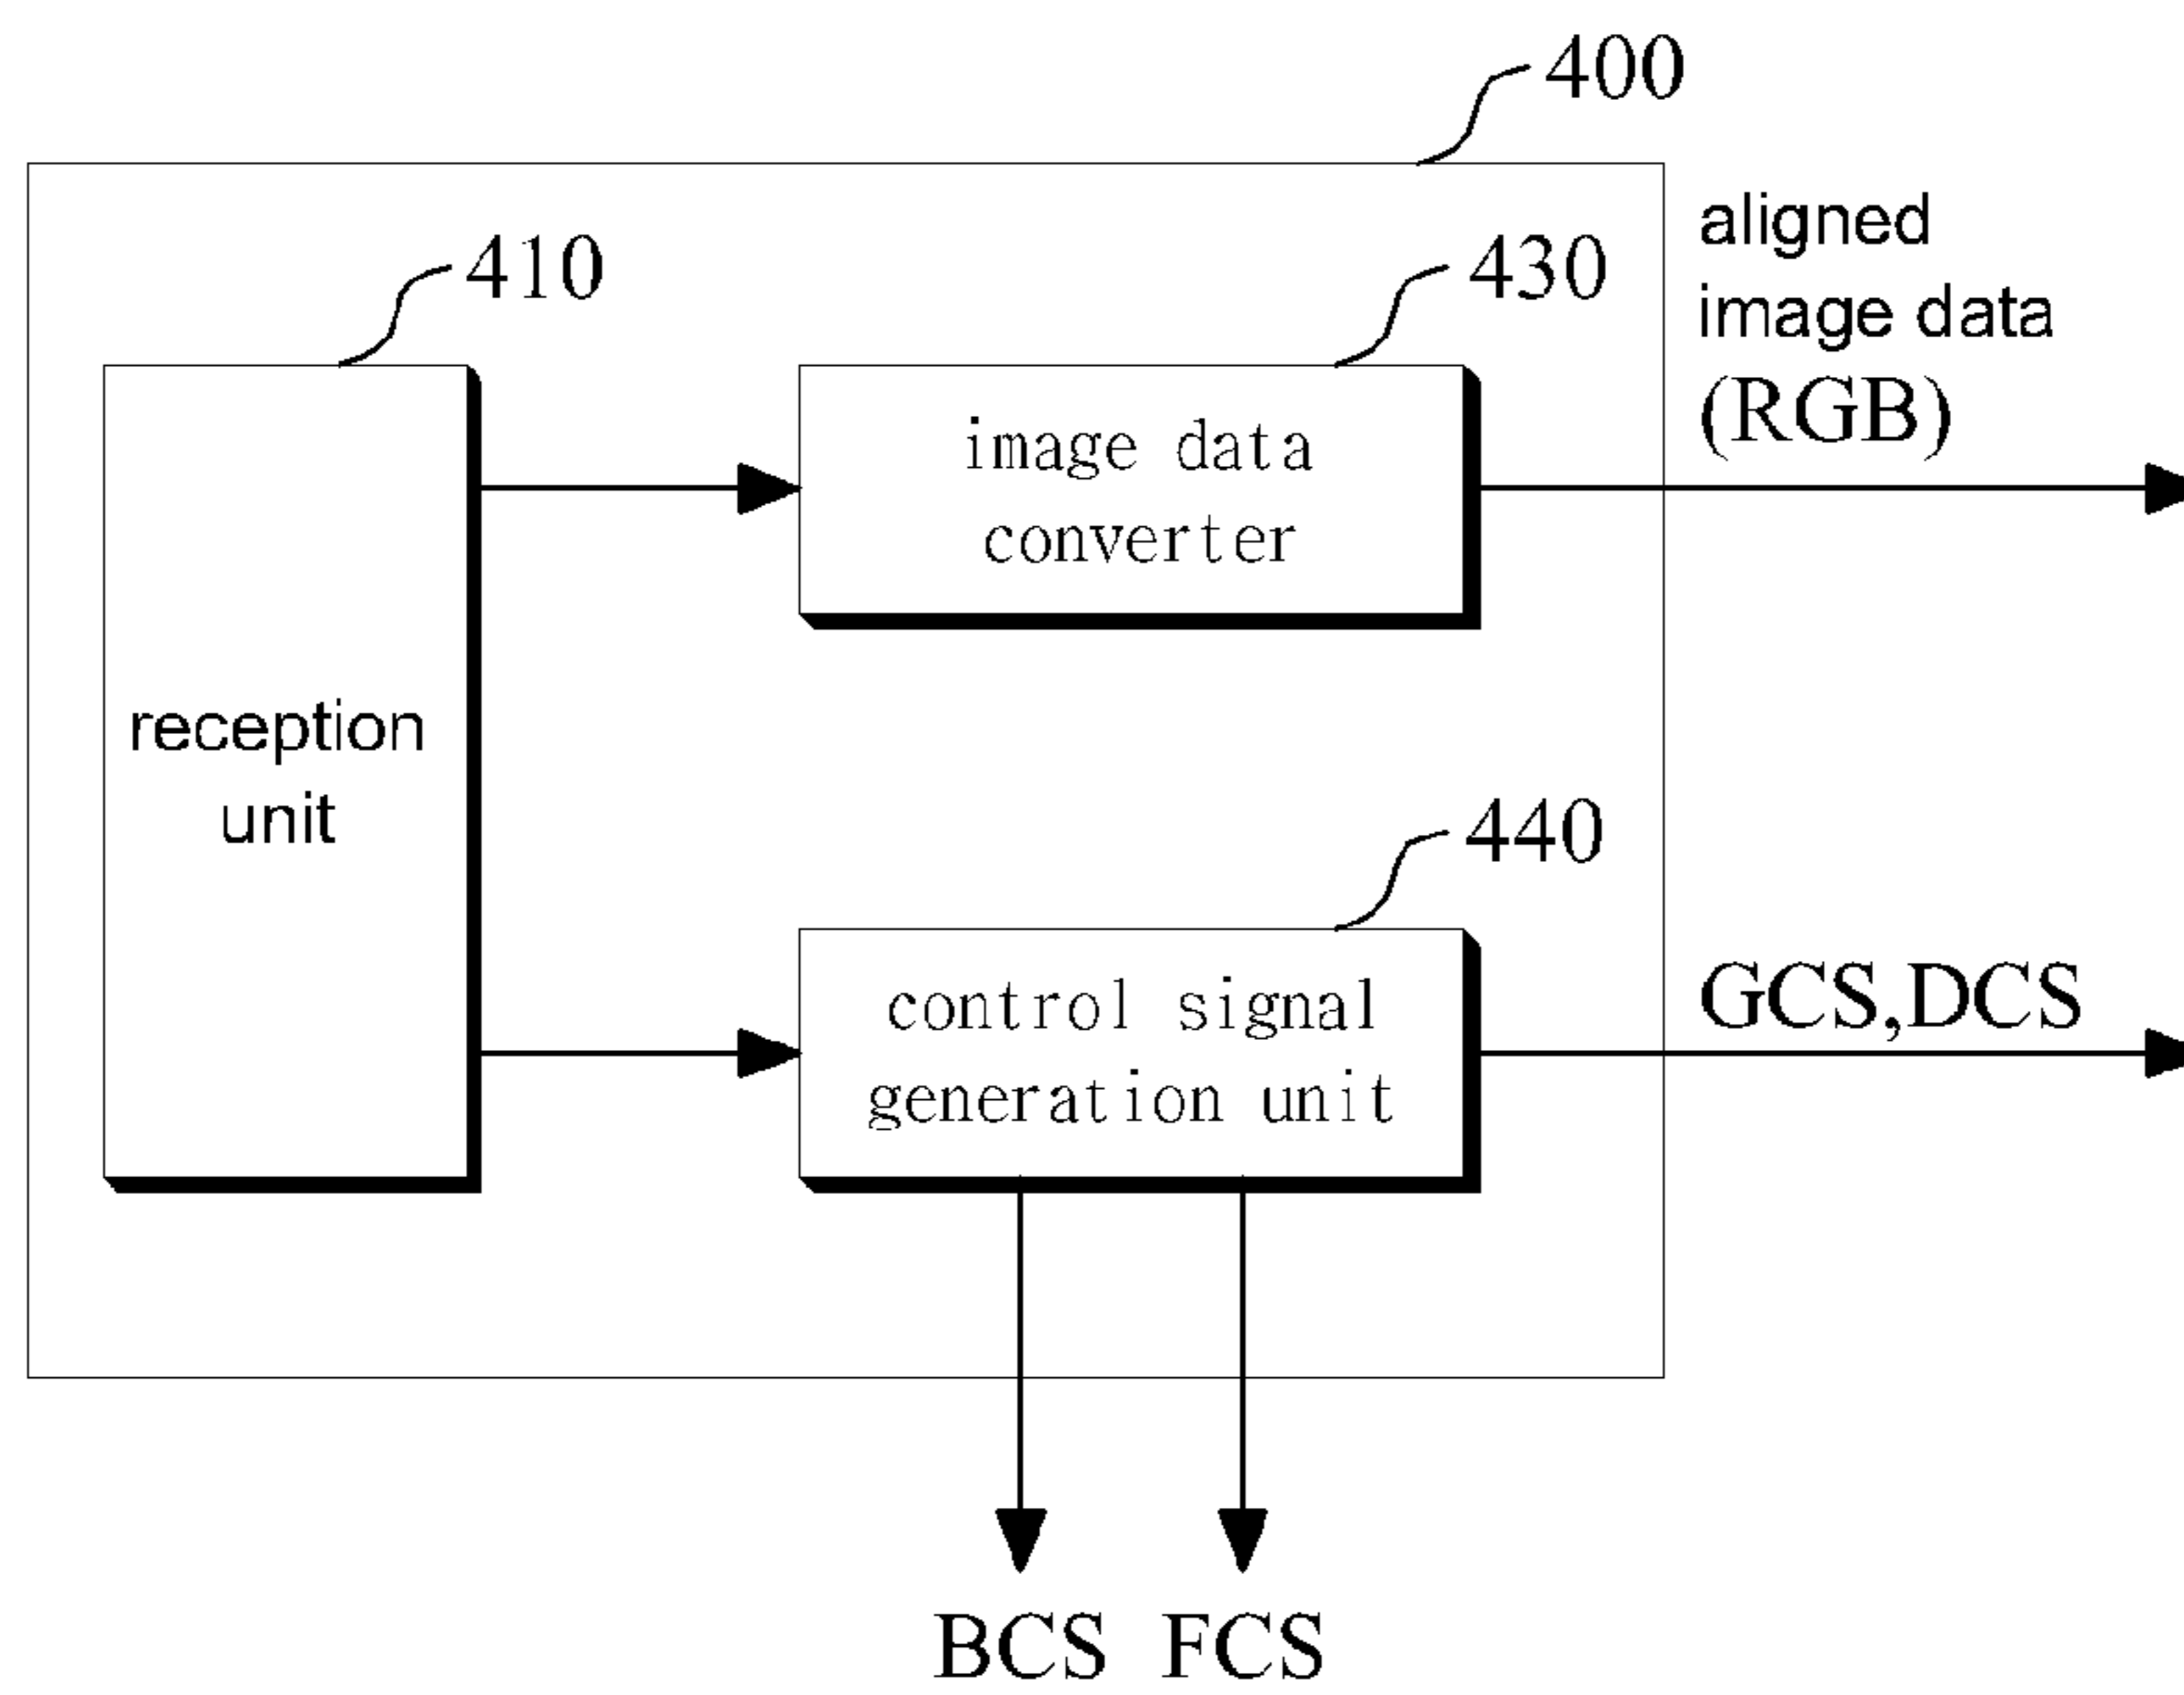 400
410
430
aligned
image data
(RGB)
image data
converter
reception
unit
440
control signal
generation unit
GCS,DCS
BCS FCS